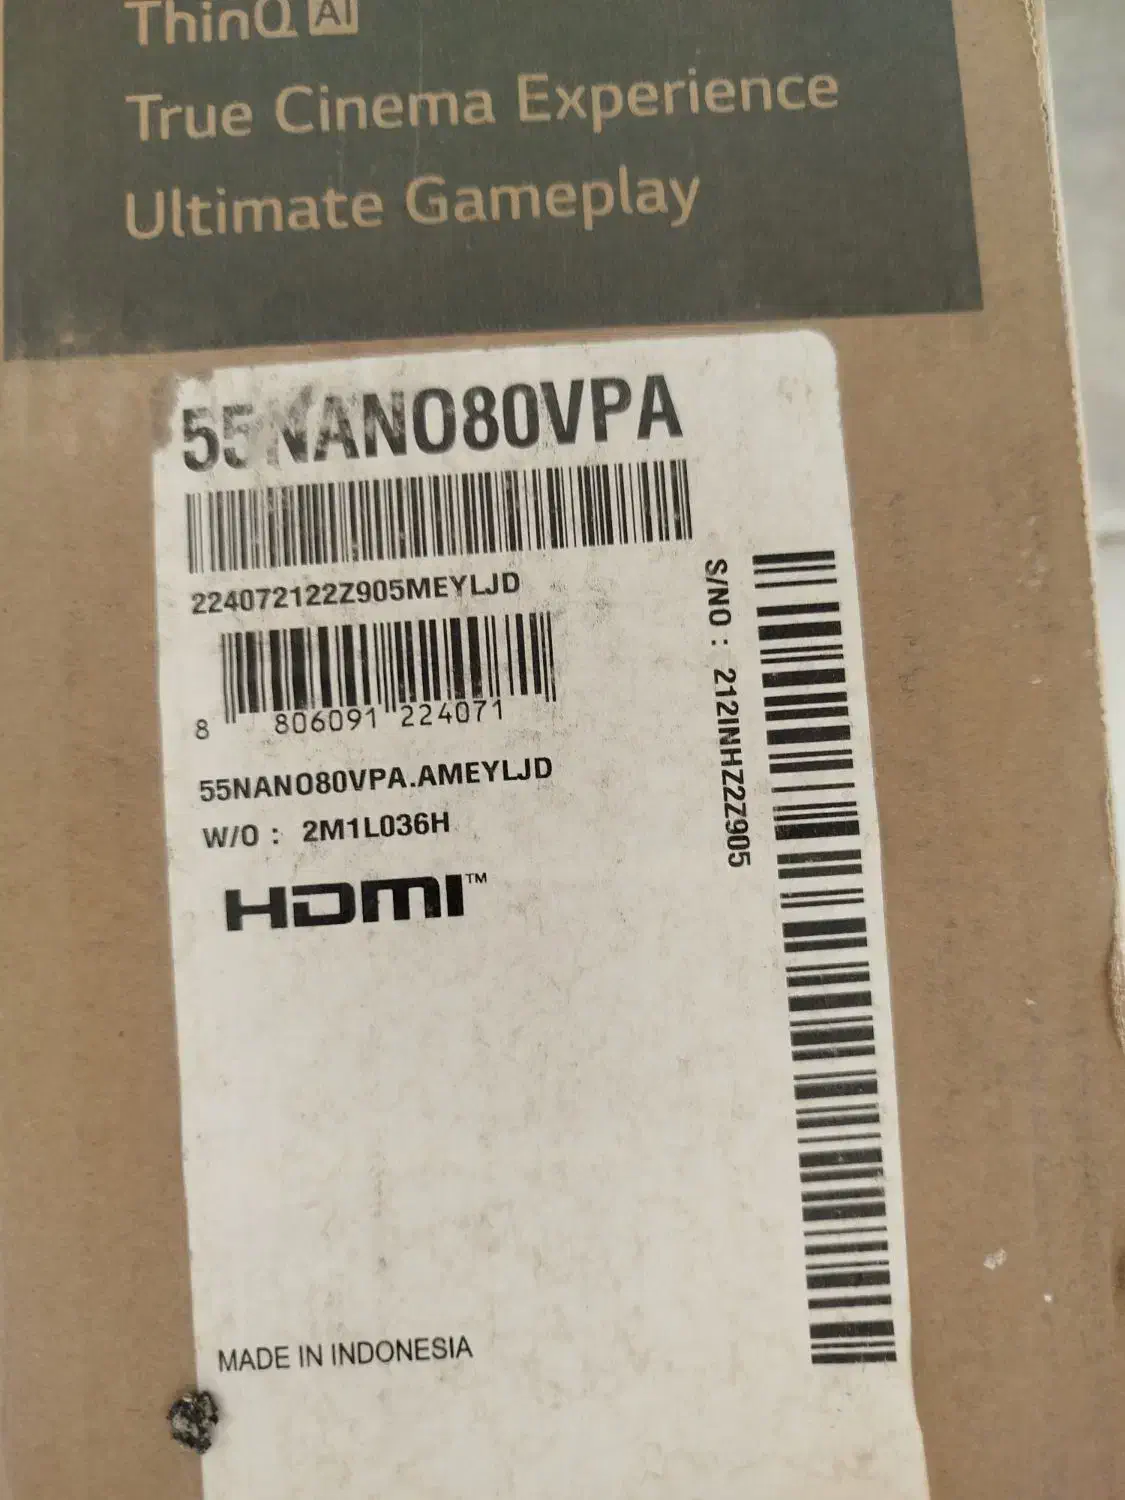 ThinQ AI
True Cinema Experience
Ultimate Gameplay
55NANO80VPA
224072122Z905MEYLJD
8 806091 224071
55NANO80VPA.AMEYLJD
W/O : 2M1L036H
HDMI™
S/NO : 212INHZ2Z905
MADE IN INDONESIA